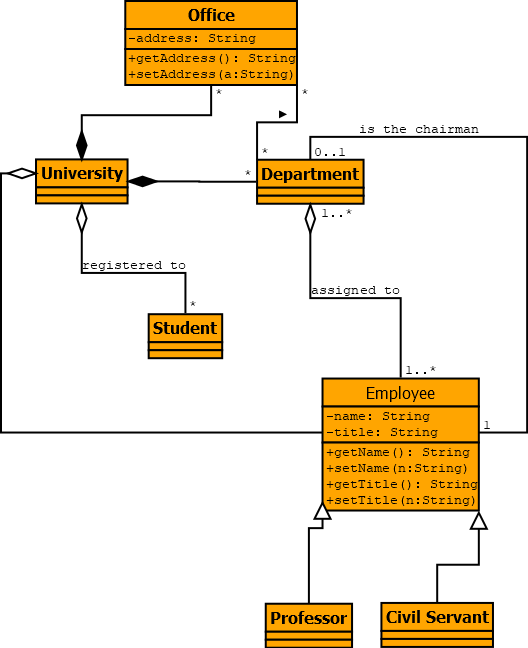 Office
-address: String
+getAddress(): String
+setAddress(a:String)
*
*
is the chairman
*
0..1
University
*
Department
1..*
registered to
assigned to
*
Student
1..*
Employee
-name: String
-title: String
1
+getName(): String
+setName(n:String)
+getTitle(): String
+setTitle(n:String)
Professor
Civil Servant